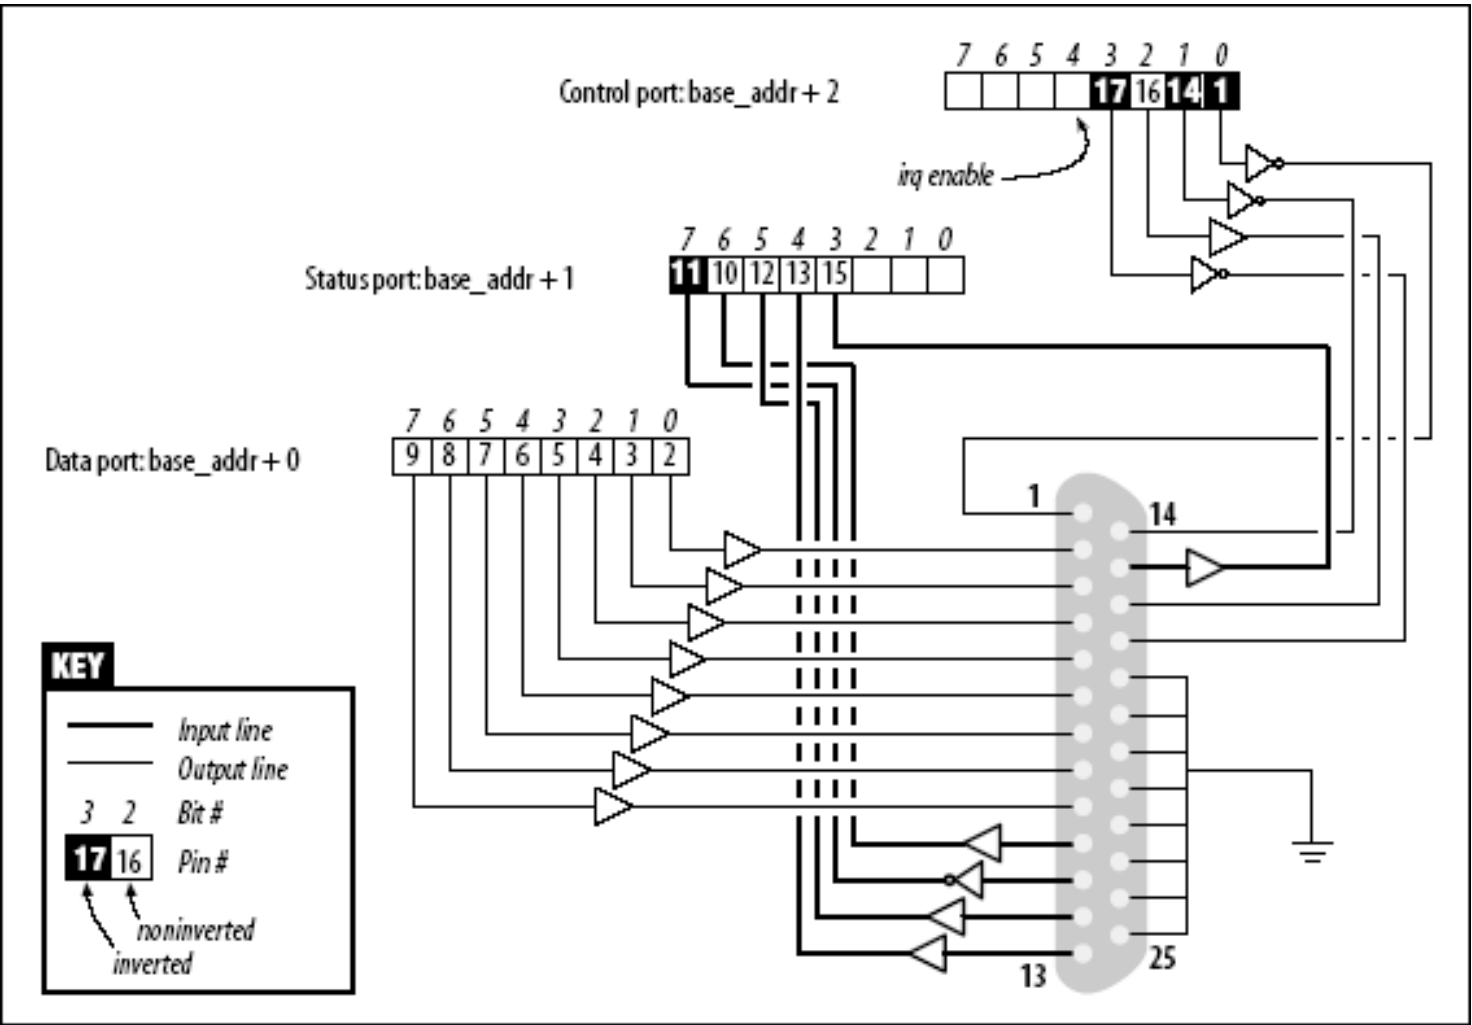 7 6 5 4 3 2 1 0
Control port: base_addr + 2
17 16 14 1
irq enable
7 6 5 4 3 2 1 0
Status port: base_addr + 1
11 10 12 13 15
7 6 5 4 3 2 1 0
Data port: base_addr + 0
9 8 7 6 5 4 3 2
1
14
KEY
Input line
Output line
3 2 Bit #
17 16 Pin #
noninverted
inverted
13
25